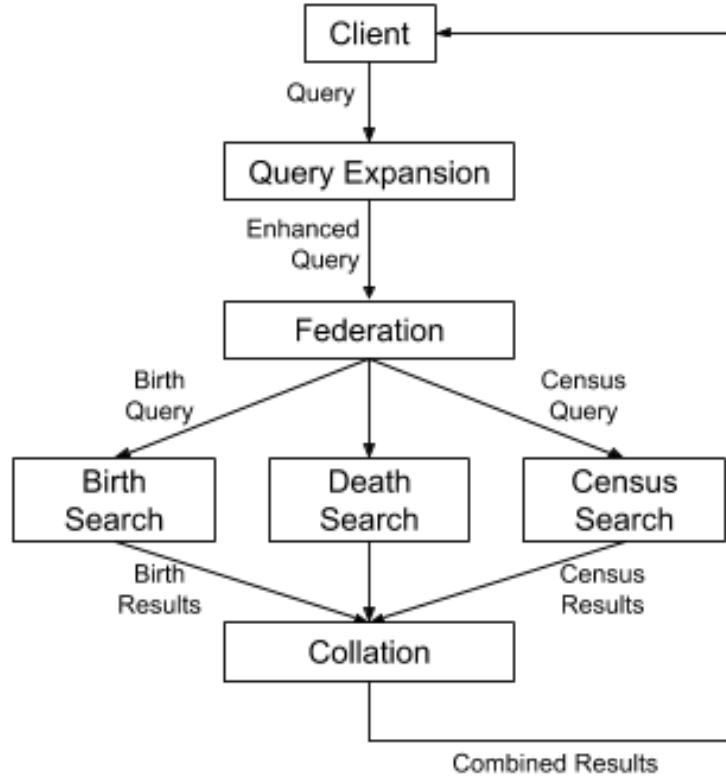 Client
Query
Query Expansion
Enhanced
Query
Federation
Birth
Query
Census
Query
Birth
Search
Death
Search
Census
Search
Birth
Results
Census
Results
Collation
Combined Results